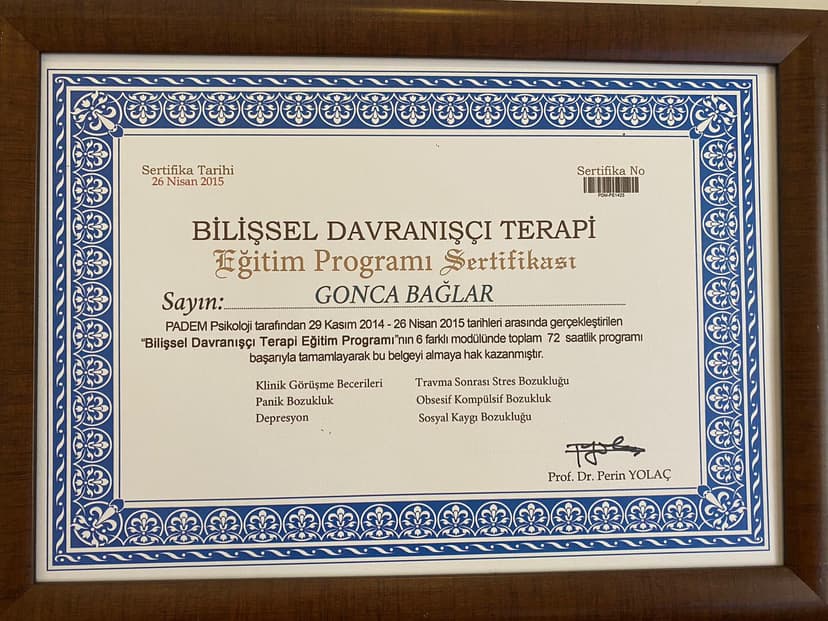 Sertifika Tarihi
26 Nisan 2015
Sertifika No
PDM-PE1425
BİLİŞSEL DAVRANIŞÇI TERAPİ
Eğitim Programı Sertifikası
Sayın: GONCA BAĞLAR
PADEM Psikoloji tarafından 29 Kasım 2014 - 26 Nisan 2015 tarihleri arasında gerçekleştirilen
“Bilişsel Davranışçı Terapi Eğitim Programı”nın 6 farklı modülünde toplam 72 saatlik programı
başarıyla tamamlayarak bu belgeyi almaya hak kazanmıştır.
Klinik Görüşme Becerileri
Panik Bozukluk
Depresyon
Travma Sonrası Stres Bozukluğu
Obsesif Kompülsif Bozukluk
Sosyal Kaygı Bozukluğu
Prof. Dr. Perin YOLAÇ